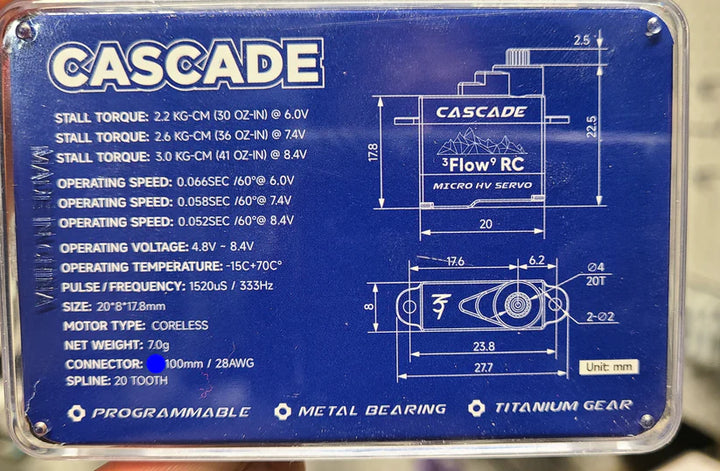 CASCADE
STALL TORQUE: 2.2 KG-CM (30 OZ-IN) @ 6.0V
STALL TORQUE: 2.6 KG-CM (36 OZ-IN) @ 7.4V
STALL TORQUE: 3.0 KG-CM (41 OZ-IN) @ 8.4V
OPERATING SPEED: 0.066SEC /60°@ 6.0V
OPERATING SPEED: 0.058SEC /60°@ 7.4V
OPERATING SPEED: 0.052SEC /60°@ 8.4V
OPERATING VOLTAGE: 4.8V ~ 8.4V
OPERATING TEMPERATURE: -15C+70C°
PULSE/FREQUENCY: 1520uS / 333Hz
SIZE: 20*8*17.8mm
MOTOR TYPE: CORELESS
NET WEIGHT: 7.0g
CONNECTOR: 100mm / 28AWG
SPLINE: 20 TOOTH
MADE IN CHINA
2.5
CASCADE
³Flow⁹ RC
MICRO HV SERVO
17.8
22.5
20
17.6
6.2
∅4
20T
8
2-∅2
23.8
27.7
Unit: mm
PROGRAMMABLE
METAL BEARING
TITANIUM GEAR